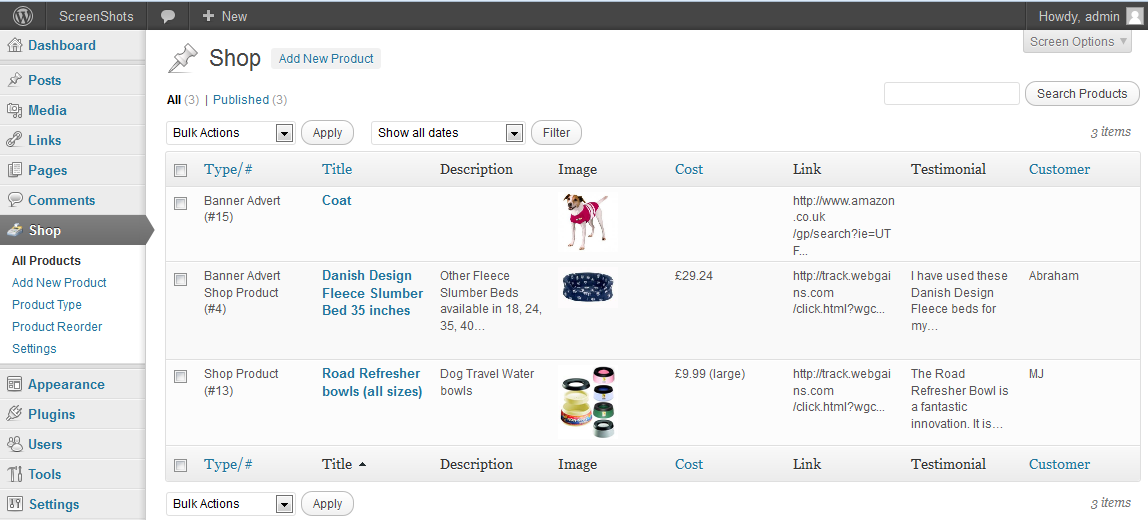 ScreenShots New Howdy, admin
Dashboard
Posts
Media
Links
Pages
Comments
Shop
All Products
Add New Product
Product Type
Product Reorder
Settings
Appearance
Plugins
Users
Tools
Settings
Shop Add New Product
Screen Options
All (3) | Published (3)
Search Products
Bulk Actions Apply Show all dates Filter 3 items
Type/# Title Description Image Cost Link Testimonial Customer
Banner Advert
(#15)
Coat
http://www.amazon
.co.uk
/gp/search?ie=UT
F...
Banner Advert
Shop Product
(#4)
Danish Design
Fleece Slumber
Bed 35 inches
Other Fleece
Slumber Beds
available in 18, 24,
35, 40…
£29.24
http://track.webgai
ns.com
/click.html?wgc...
I have used these
Danish Design
Fleece beds for
my…
Abraham
Shop Product
(#13)
Road Refresher
bowls (all sizes)
Dog Travel Water
bowls
£9.99 (large)
http://track.webgai
ns.com
/click.html?wgc...
The Road
Refresher Bowl is
a fantastic
innovation. It is…
MJ
Type/# Title Description Image Cost Link Testimonial Customer
Bulk Actions Apply 3 items